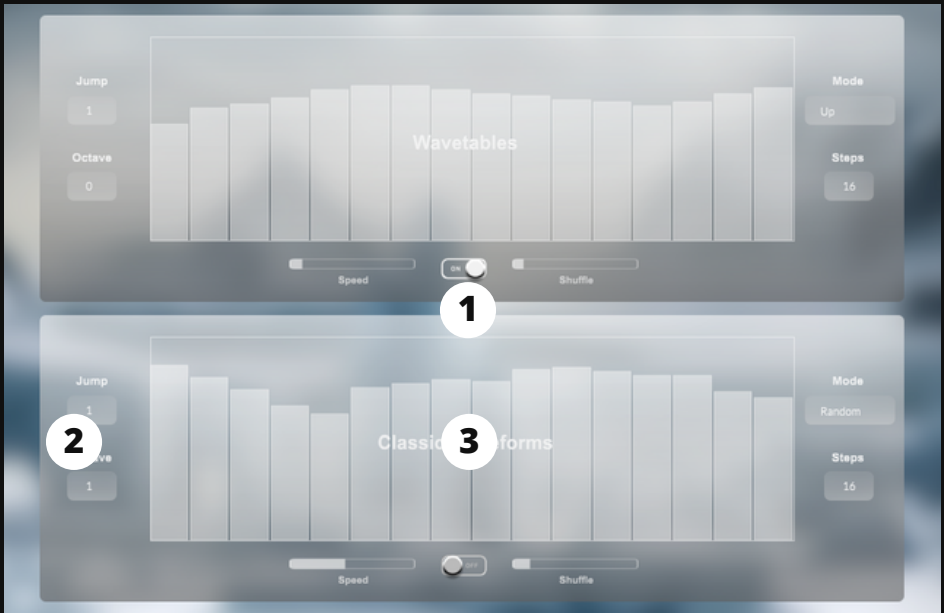 Jump
Mode
1
Up
Wavetables
Octave
Steps
0
16
ON
Speed
Shuffle
1
Jump
Mode
1
Random
2
3
Steps
1
16
OFF
Speed
Shuffle